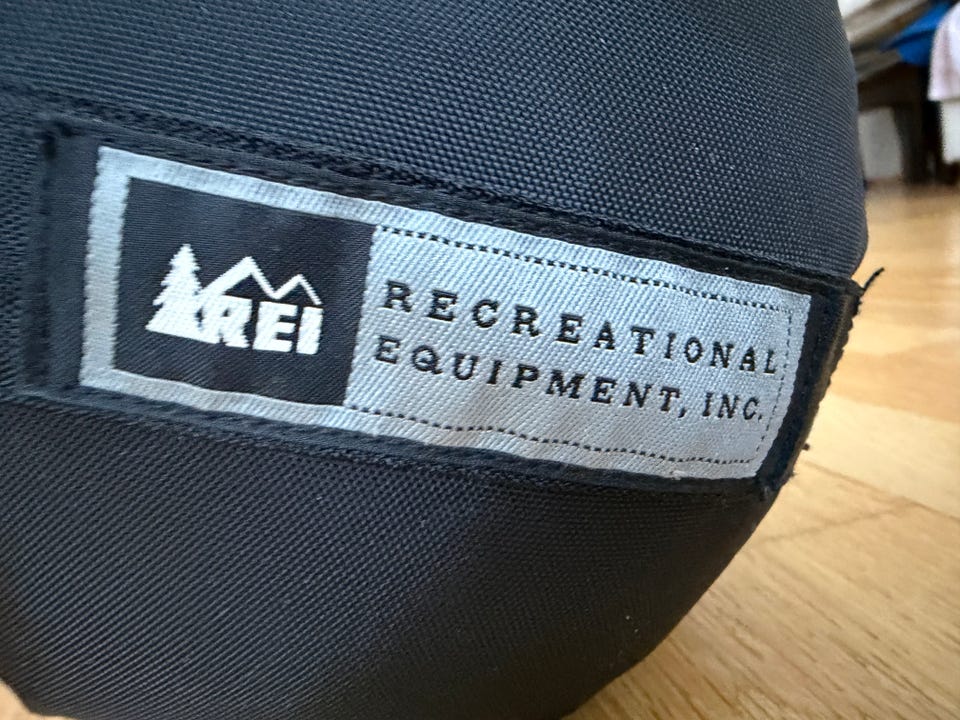 REI
RECREATIONAL
EQUIPMENT, INC.